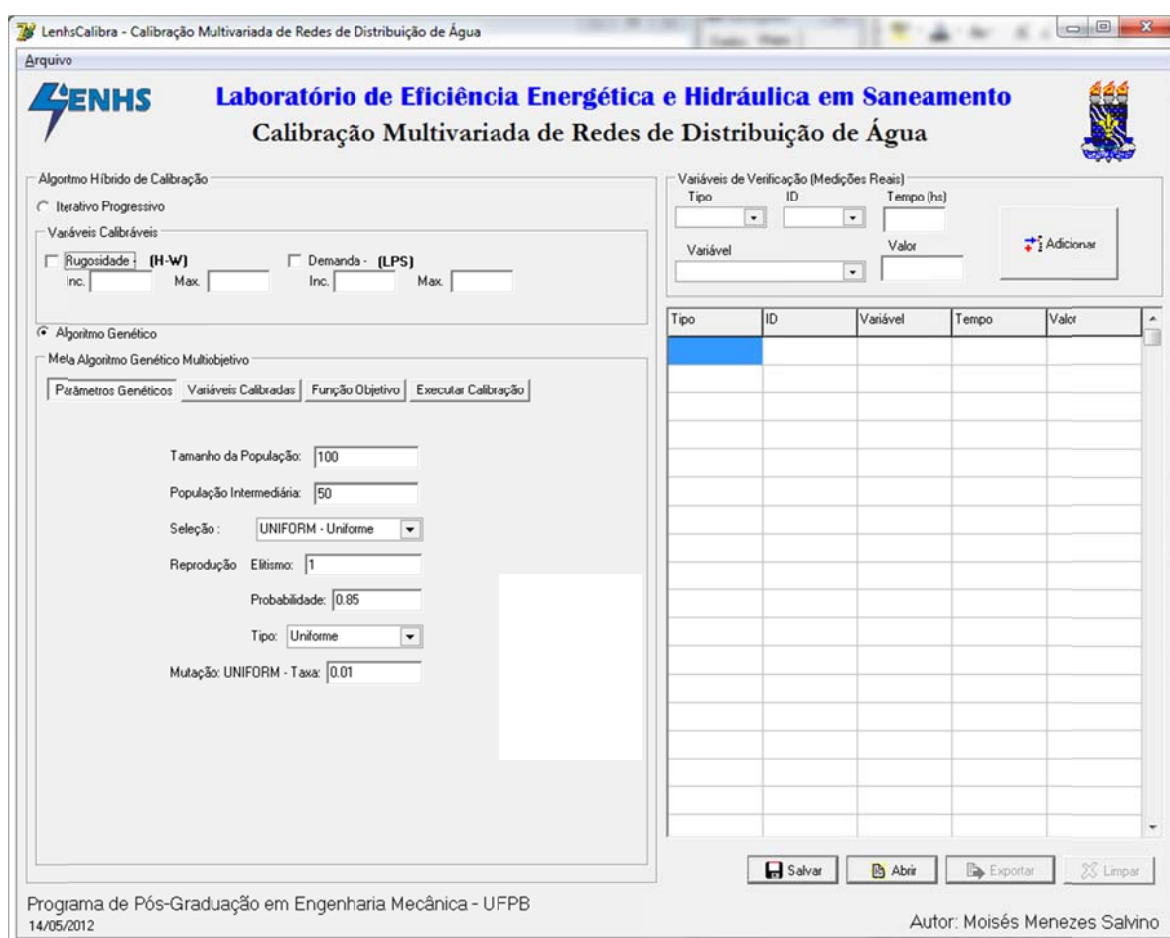 LenhsCalibra - Calibração Multivariada de Redes de Distribuição de Água
Arquivo
LENHS
Laboratório de Eficiência Energética e Hidráulica em Saneamento
Calibração Multivariada de Redes de Distribuição de Água
Algoritmo Híbrido de Calibração
Iterativo Progressivo
Variáveis Calibráveis
Rugosidade - (H-W)
Demanda - (LPS)
Inc. Max. Inc. Max.
Algoritmo Genético
Meta Algoritmo Genético Multiobjetivo
Parâmetros Genéticos Variáveis Calibradas Função Objetivo Executar Calibração
Tamanho da População: 100
População Intermediária: 50
Seleção : UNIFORM - Uniforme
Reprodução Elitismo: 1
Probabilidade: 0.85
Tipo: Uniforme
Mutação: UNIFORM - Taxa: 0.01
Variáveis de Verificação (Medições Reais)
Tipo ID Tempo (hs)
Variável Valor
Adicionar
Tipo ID Variável Tempo Valor
Salvar Abrir Exportar Limpar
Programa de Pós-Graduação em Engenharia Mecânica - UFPB
14/05/2012
Autor: Moisés Menezes Salvino